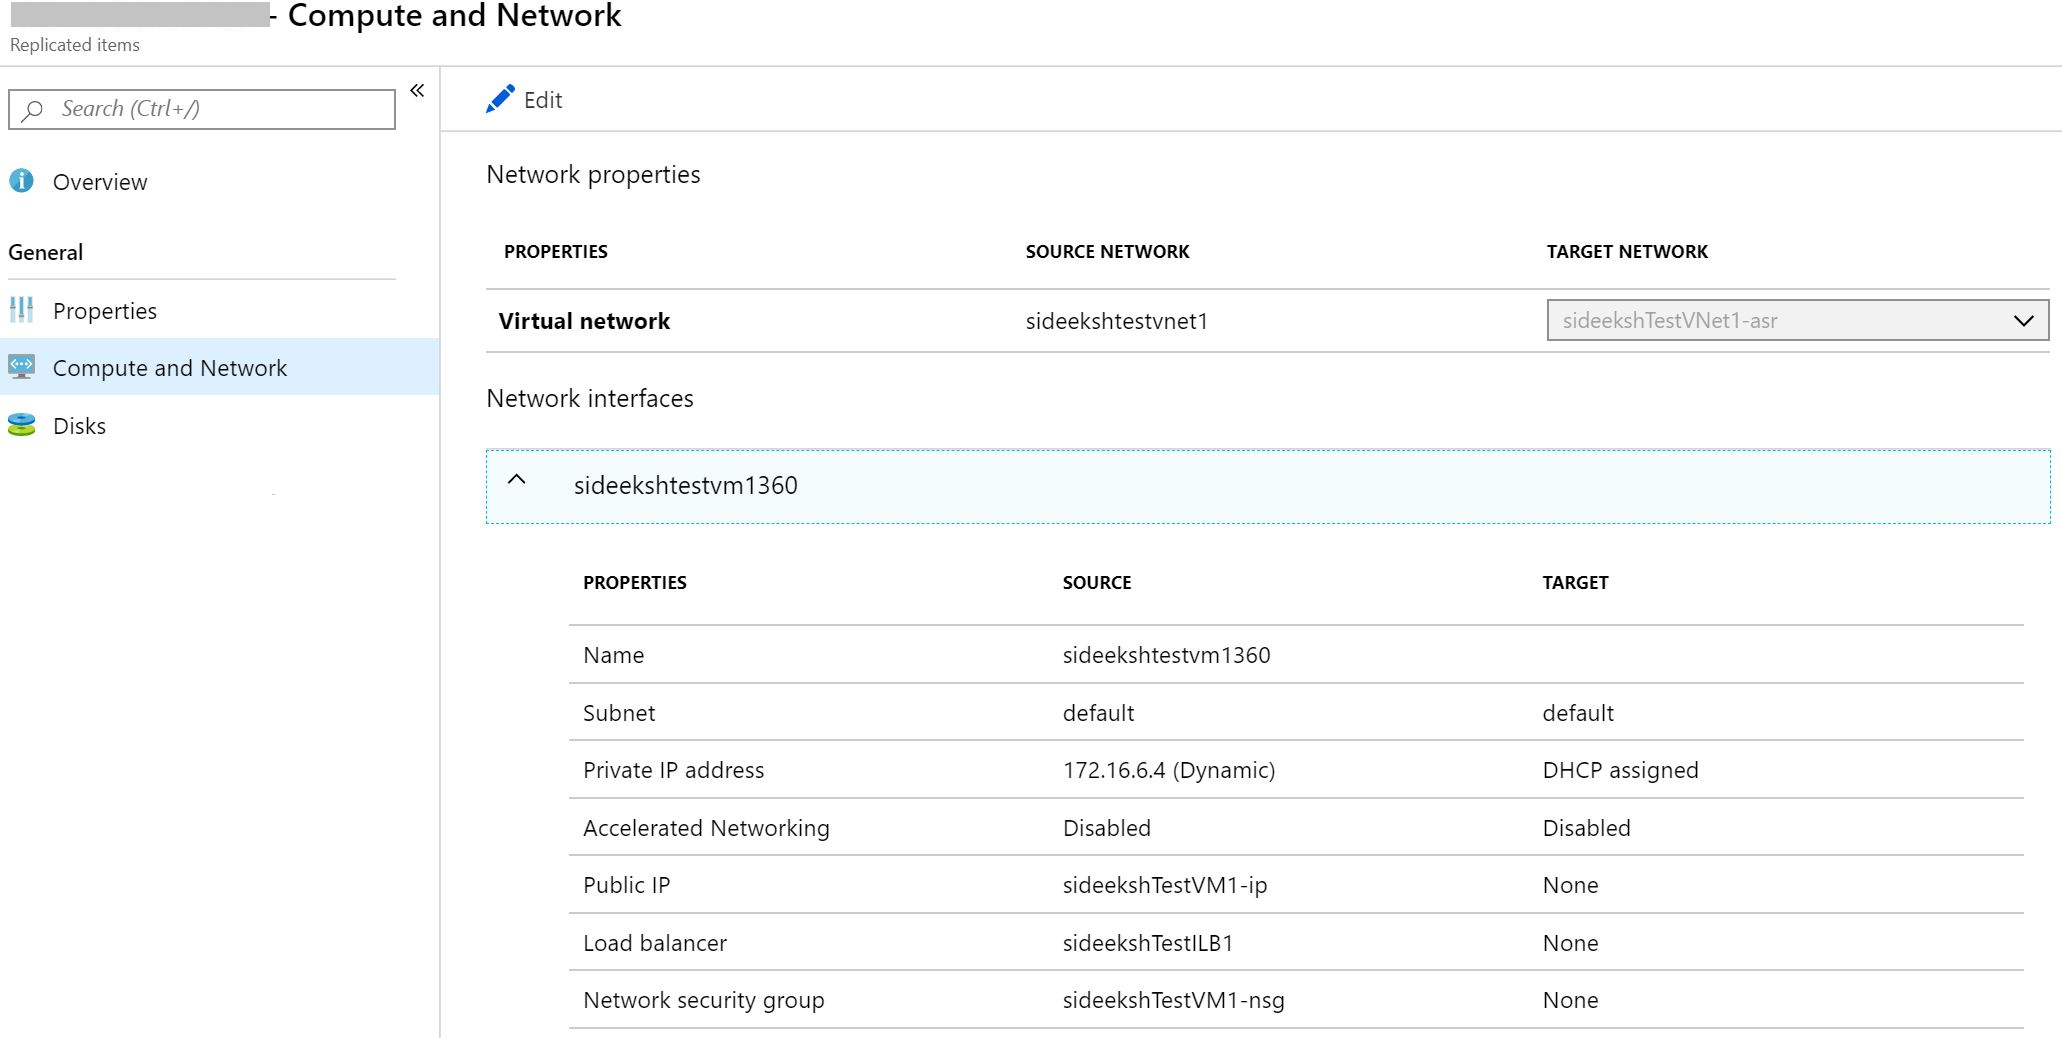 - Compute and Network
Replicated items
Search (Ctrl+/)
«
Edit
Overview
General
Properties
Compute and Network
Disks
Network properties
PROPERTIES SOURCE NETWORK TARGET NETWORK
Virtual network sideekshtestvnet1 sideekshTestVNet1-asr
Network interfaces
sideekshtestvm1360
PROPERTIES SOURCE TARGET
Name sideekshtestvm1360
Subnet default default
Private IP address 172.16.6.4 (Dynamic) DHCP assigned
Accelerated Networking Disabled Disabled
Public IP sideekshTestVM1-ip None
Load balancer sideekshTestILB1 None
Network security group sideekshTestVM1-nsg None